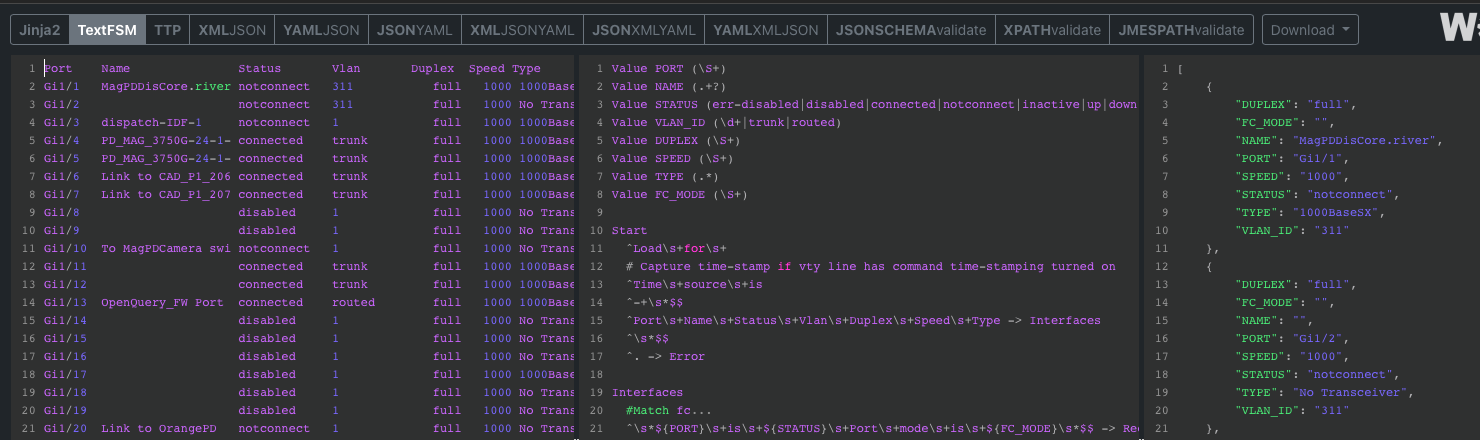 Jinja2 TextFSM TTP XMLJSON YAMLJSON JSONYAML XMLJSONYAML JSONXMLYAML YAMLXMLJSON JSONSCHEMAvalidate XPATHvalidate JMESPATHvalidate Download
1 Port Name Status Vlan Duplex Speed Type
2 Gi1/1 MagPDDisCore.river notconnect 311 full 1000 1000Base
3 Gi1/2 notconnect 311 full 1000 No Trans
4 Gi1/3 dispatch-IDF-1 notconnect 1 full 1000 No Trans
5 Gi1/4 PD_MAG_3750G-24-1- connected trunk full 1000 1000Base
6 Gi1/5 PD_MAG_3750G-24-1- connected trunk full 1000 1000Base
7 Gi1/6 Link to CAD_P1_206 connected trunk full 1000 1000Base
8 Gi1/7 Link to CAD_P1_207 connected trunk full 1000 1000Base
9 Gi1/8 disabled 1 full 1000 No Trans
10 Gi1/9 disabled 1 full 1000 No Trans
11 Gi1/10 To MagPDCamera swi notconnect 1 full 1000 1000Base
12 Gi1/11 connected trunk full 1000 1000Base
13 Gi1/12 connected trunk full 1000 1000Base
14 Gi1/13 OpenQuery_FW Port connected routed full 1000 1000Base
15 Gi1/14 disabled 1 full 1000 No Trans
16 Gi1/15 disabled 1 full 1000 No Trans
17 Gi1/16 disabled 1 full 1000 No Trans
18 Gi1/17 disabled 1 full 1000 No Trans
19 Gi1/18 disabled 1 full 1000 No Trans
20 Gi1/19 disabled 1 full 1000 No Trans
21 Gi1/20 Link to OrangePD notconnect 1 full 1000 1000Base
1 Value PORT (\S+)
2 Value NAME (.+?)
3 Value STATUS (err-disabled|disabled|connected|notconnect|inactive|up|down
4 Value VLAN_ID (\d+|trunk|routed)
5 Value DUPLEX (\S+)
6 Value SPEED (\S+)
7 Value TYPE (.*)
8 Value FC_MODE (\S+)
9
10 Start
11 ^Load\s+for\s+
12 # Capture time-stamp if vty line has command time-stamping turned on
13 ^Time\s+source\s+is
14 ^-+\s*$$
15 ^Port\s+Name\s+Status\s+Vlan\s+Duplex\s+Speed\s+Type -> Interfaces
16 ^\s*$$
17 ^. -> Error
18
19 Interfaces
20 #Match fc...
21 ^\s*${PORT}\s+is\s+${STATUS}\s+Port\s+mode\s+is\s+${FC_MODE}\s*$$ -> Rec
1 [
2 {
3 "DUPLEX": "full",
4 "FC_MODE": "",
5 "NAME": "MagPDDisCore.river",
6 "PORT": "Gi1/1",
7 "SPEED": "1000",
8 "STATUS": "notconnect",
9 "TYPE": "1000BaseSX",
10 "VLAN_ID": "311"
11 },
12 {
13 "DUPLEX": "full",
14 "FC_MODE": "",
15 "NAME": "",
16 "PORT": "Gi1/2",
17 "SPEED": "1000",
18 "STATUS": "notconnect",
19 "TYPE": "No Transceiver",
20 "VLAN_ID": "311"
21 },